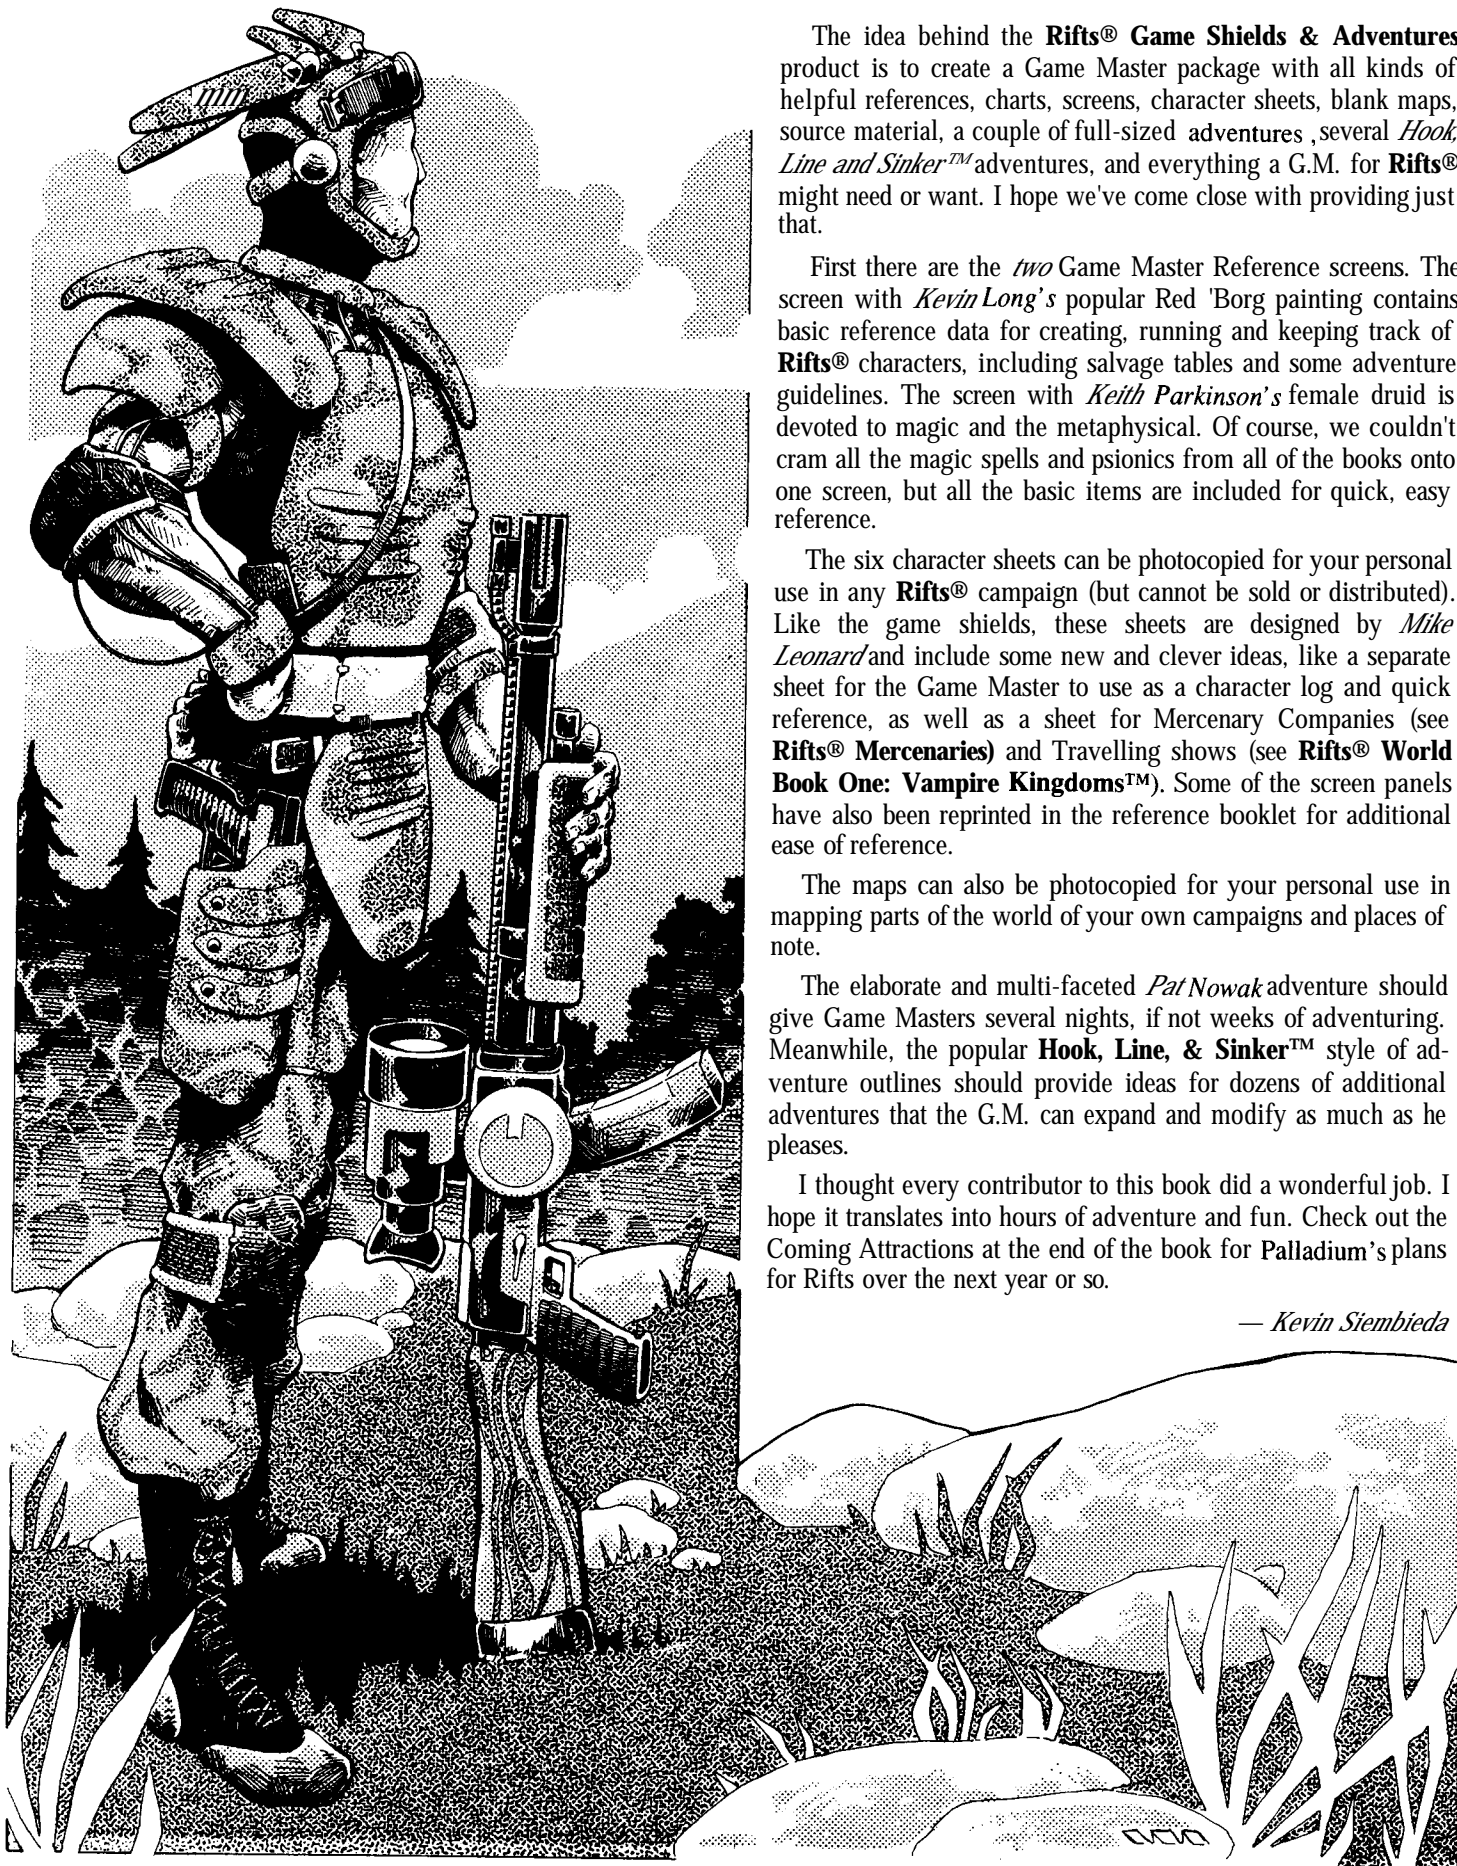 The idea behind the Rifts® Game Shields & Adventures
product is to create a Game Master package with all kinds of
helpful references, charts, screens, character sheets, blank maps,
source material, a couple of full-sized adventures, several Hook,
Line and Sinker™ adventures, and everything a G.M. for Rifts®
might need or want. I hope we've come close with providing just
that.
First there are the two Game Master Reference screens. The
screen with Kevin Long's popular Red 'Borg painting contains
basic reference data for creating, running and keeping track of
Rifts® characters, including salvage tables and some adventure
guidelines. The screen with Keith Parkinson's female druid is
devoted to magic and the metaphysical. Of course, we couldn't
cram all the magic spells and psionics from all of the books onto
one screen, but all the basic items are included for quick, easy
reference.
The six character sheets can be photocopied for your personal
use in any Rifts® campaign (but cannot be sold or distributed).
Like the game shields, these sheets are designed by Mike
Leonard and include some new and clever ideas, like a separate
sheet for the Game Master to use as a character log and quick
reference, as well as a sheet for Mercenary Companies (see
Rifts® Mercenaries) and Travelling shows (see Rifts® World
Book One: Vampire Kingdoms™). Some of the screen panels
have also been reprinted in the reference booklet for additional
ease of reference.
The maps can also be photocopied for your personal use in
mapping parts of the world of your own campaigns and places of
note.
The elaborate and multi-faceted Pat Nowak adventure should
give Game Masters several nights, if not weeks of adventuring.
Meanwhile, the popular Hook, Line, & Sinker™ style of ad-
venture outlines should provide ideas for dozens of additional
adventures that the G.M. can expand and modify as much as he
pleases.
I thought every contributor to this book did a wonderful job. I
hope it translates into hours of adventure and fun. Check out the
Coming Attractions at the end of the book for Palladium's plans
for Rifts over the next year or so.
— Kevin Siembieda